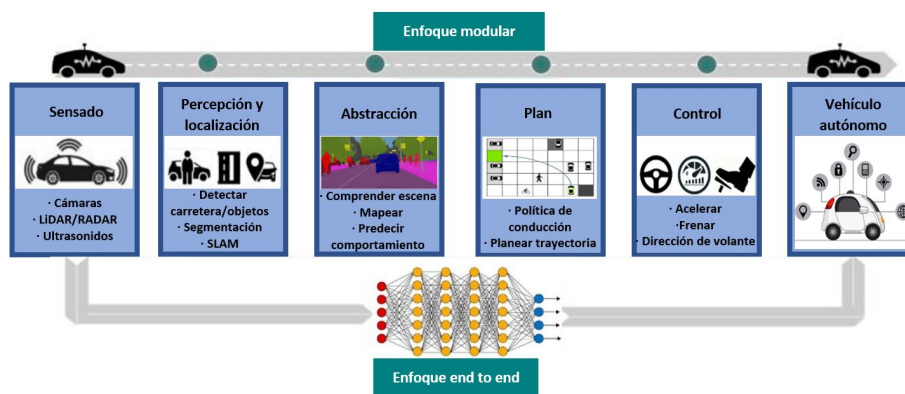 Enfoque modular
Sensado
· Cámaras
· LiDAR/RADAR
· Ultrasonidos
Percepción y
localización
· Detectar
carretera/objetos
· Segmentación
· SLAM
Abstracción
· Comprender escena
· Mapear
· Predecir
comportamiento
Plan
· Política de
conducción
· Planear trayectoria
Control
· Acelerar
· Frenar
· Dirección de volante
Vehículo
autónomo
Enfoque end to end